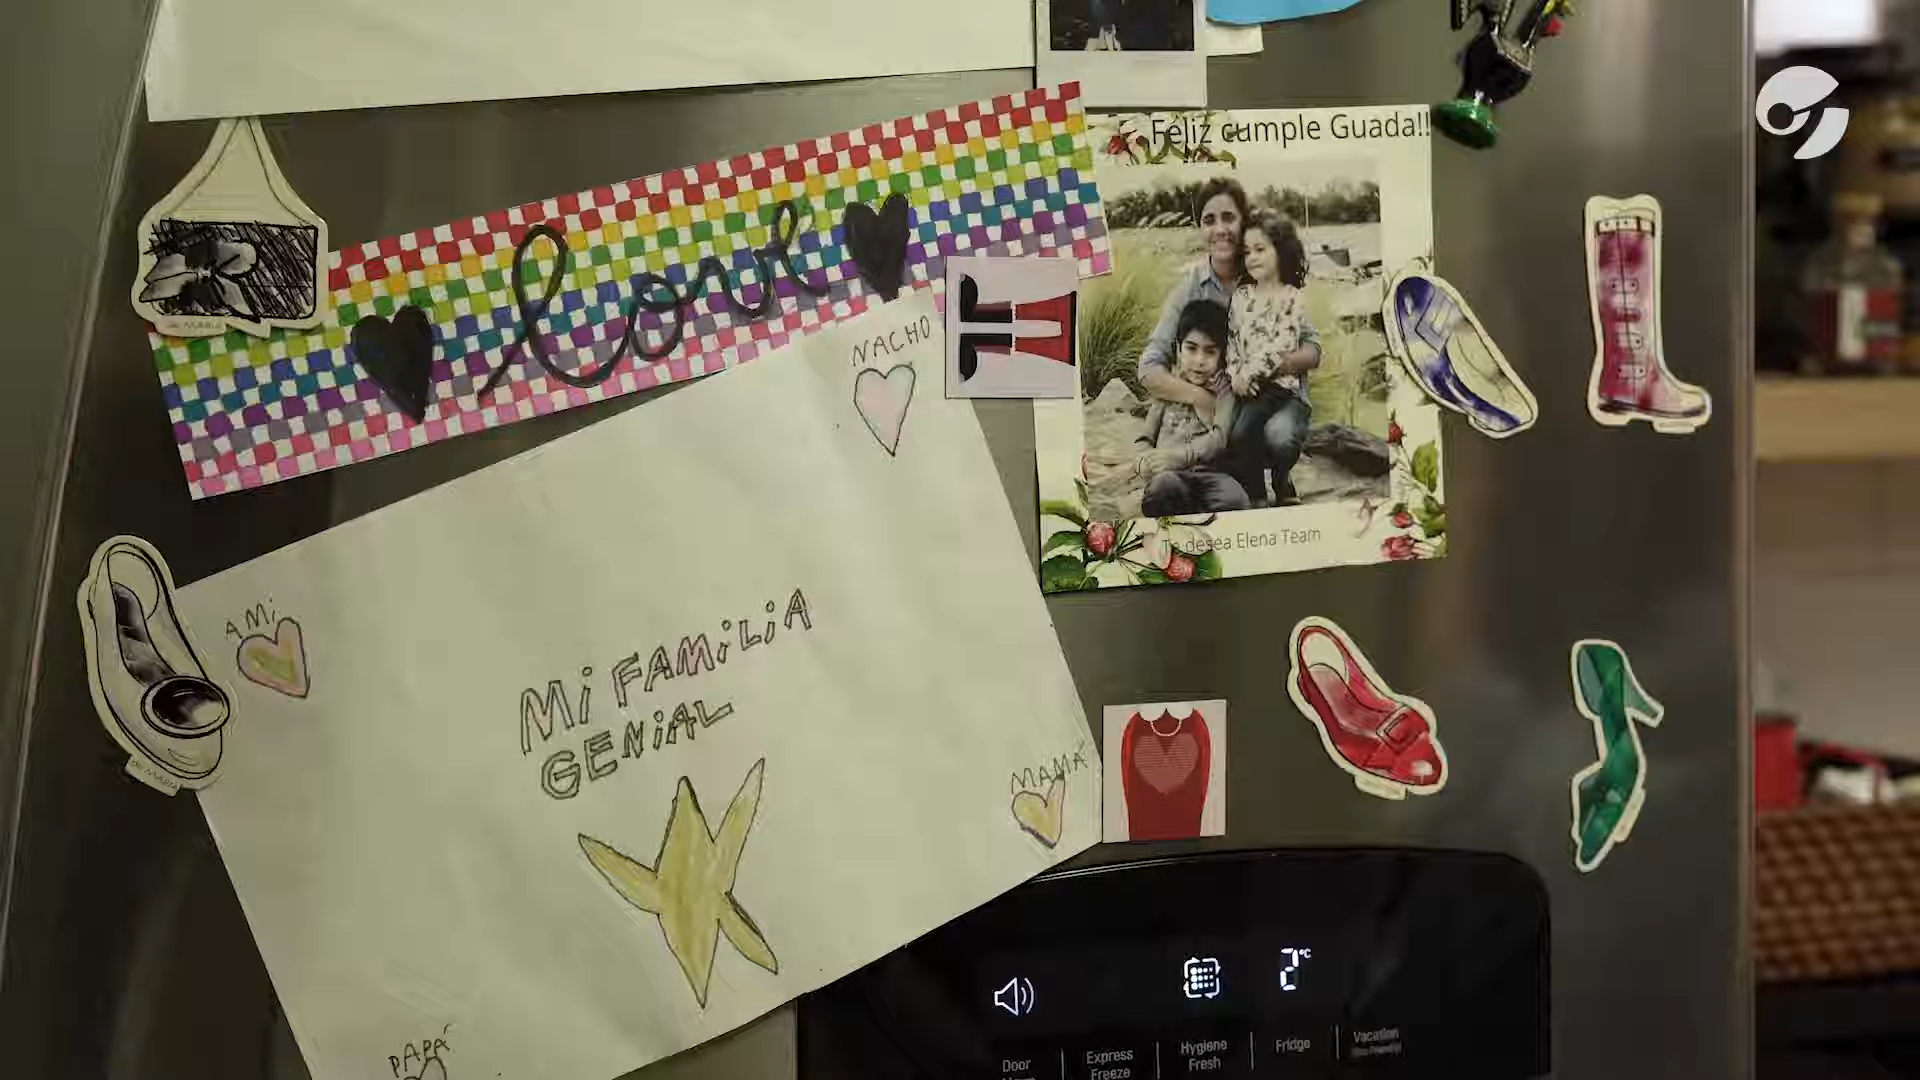 Feliz cumple Guada!!
love
NACHO
Te desea Elena Team
AMi
Mi FAMiLiA
GENiAL
MAMÁ
PAPÁ
2°C
Door
Express
Freeze
Hygiene
Fresh
Fridge
Vacation